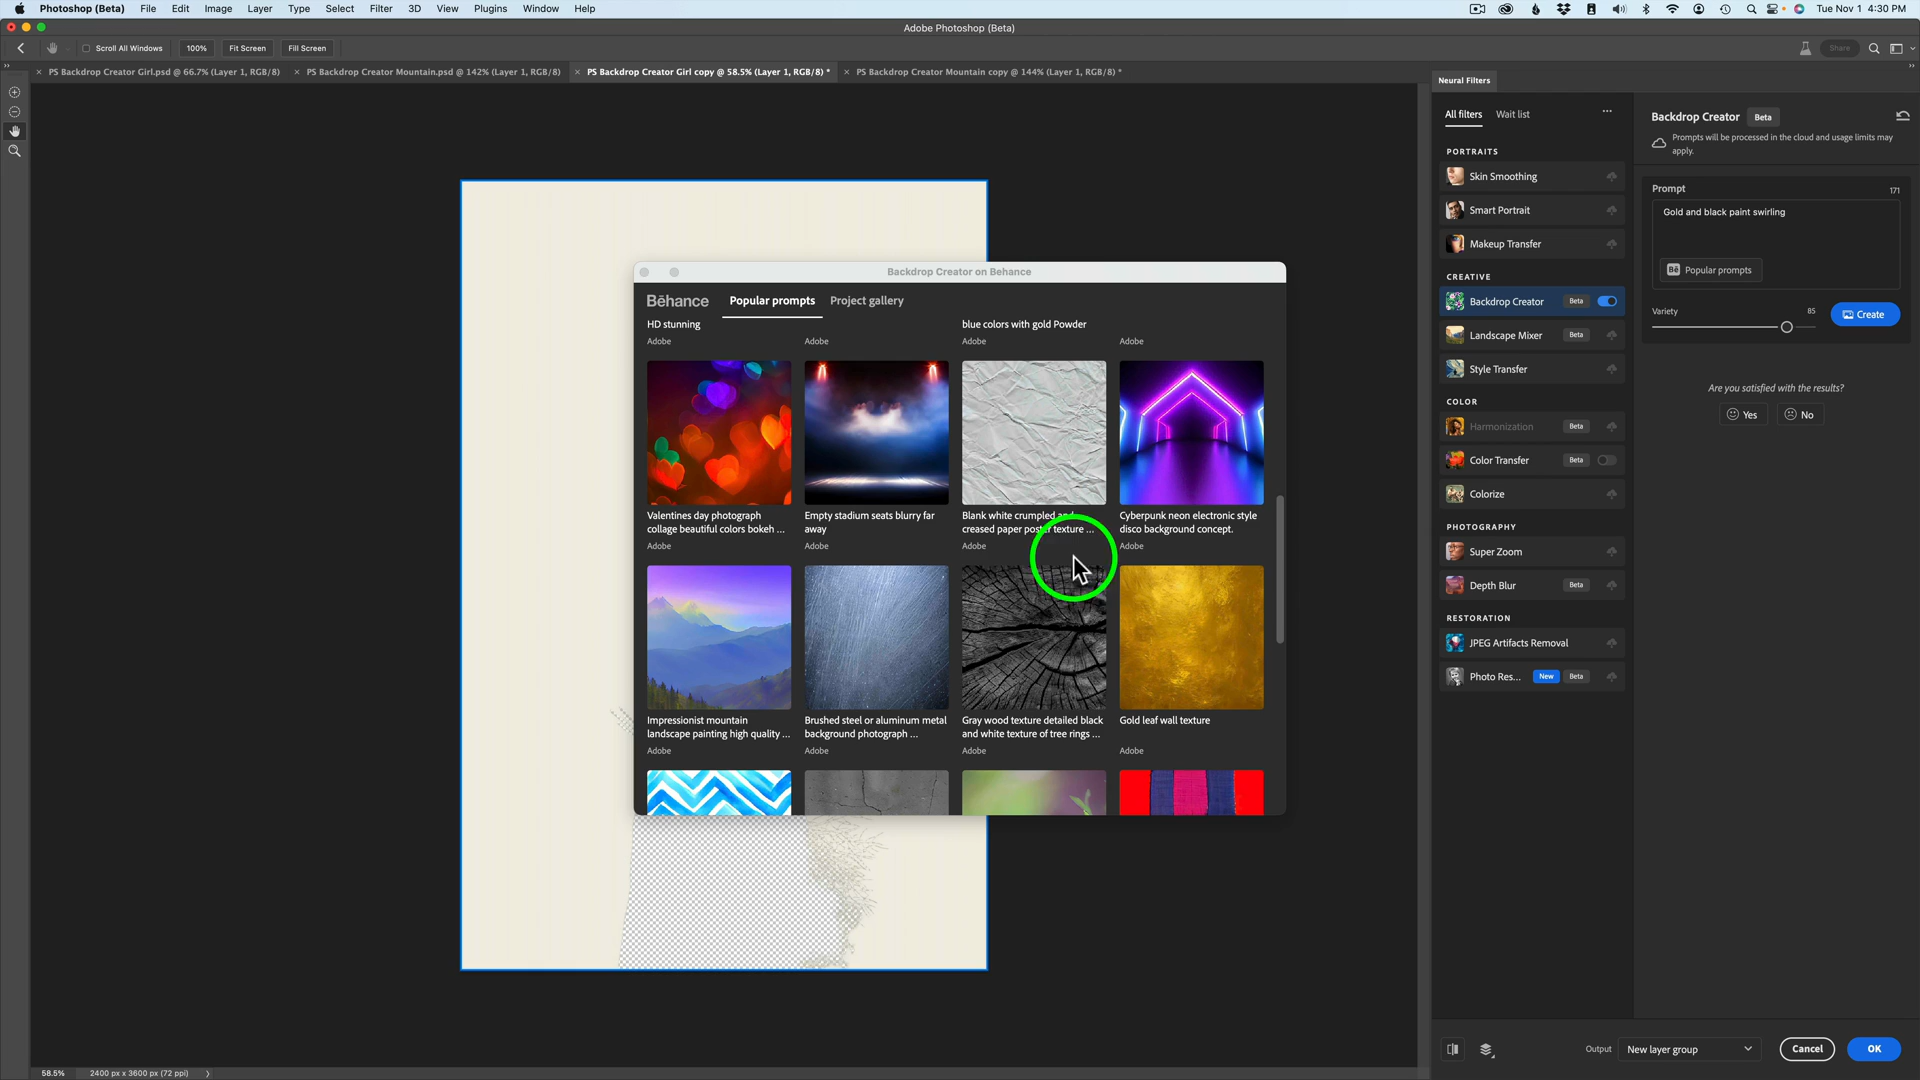 Photoshop (Beta) File Edit Image Layer Type Select Filter 3D View Plugins Window Help
Tue Nov 1 4:30 PM
Adobe Photoshop (Beta)
Scroll All Windows 100% Fit Screen Fill Screen
Share
PS Backdrop Creator Girl.psd @ 66.7% (Layer 1, RGB/8)
PS Backdrop Creator Mountain.psd @ 142% (Layer 1, RGB/8)
PS Backdrop Creator Girl copy @ 58.5% (Layer 1, RGB/8) *
PS Backdrop Creator Mountain copy @ 144% (Layer 1, RGB/8) *
Backdrop Creator on Behance
Bēhance Popular prompts Project gallery
HD stunning
Adobe
Adobe
blue colors with gold Powder
Adobe
Adobe
Valentines day photograph
collage beautiful colors bokeh ...
Adobe
Empty stadium seats blurry far
away
Adobe
Blank white crumpled and
creased paper poster texture ...
Adobe
Cyberpunk neon electronic style
disco background concept.
Adobe
Impressionist mountain
landscape painting high quality ...
Adobe
Brushed steel or aluminum metal
background photograph ...
Adobe
Gray wood texture detailed black
and white texture of tree rings ...
Adobe
Gold leaf wall texture
Adobe
Neural Filters
All filters Wait list
PORTRAITS
Skin Smoothing
Smart Portrait
Makeup Transfer
CREATIVE
Backdrop Creator Beta
Landscape Mixer Beta
Style Transfer
COLOR
Harmonization Beta
Color Transfer Beta
Colorize
PHOTOGRAPHY
Super Zoom
Depth Blur Beta
RESTORATION
JPEG Artifacts Removal
Photo Res... New Beta
Backdrop Creator Beta
Prompts will be processed in the cloud and usage limits may
apply.
Prompt 171
Gold and black paint swirling
Bē Popular prompts
Variety 85
Create
Are you satisfied with the results?
Yes No
Output New layer group Cancel OK
58.5% 2400 px x 3600 px (72 ppi)